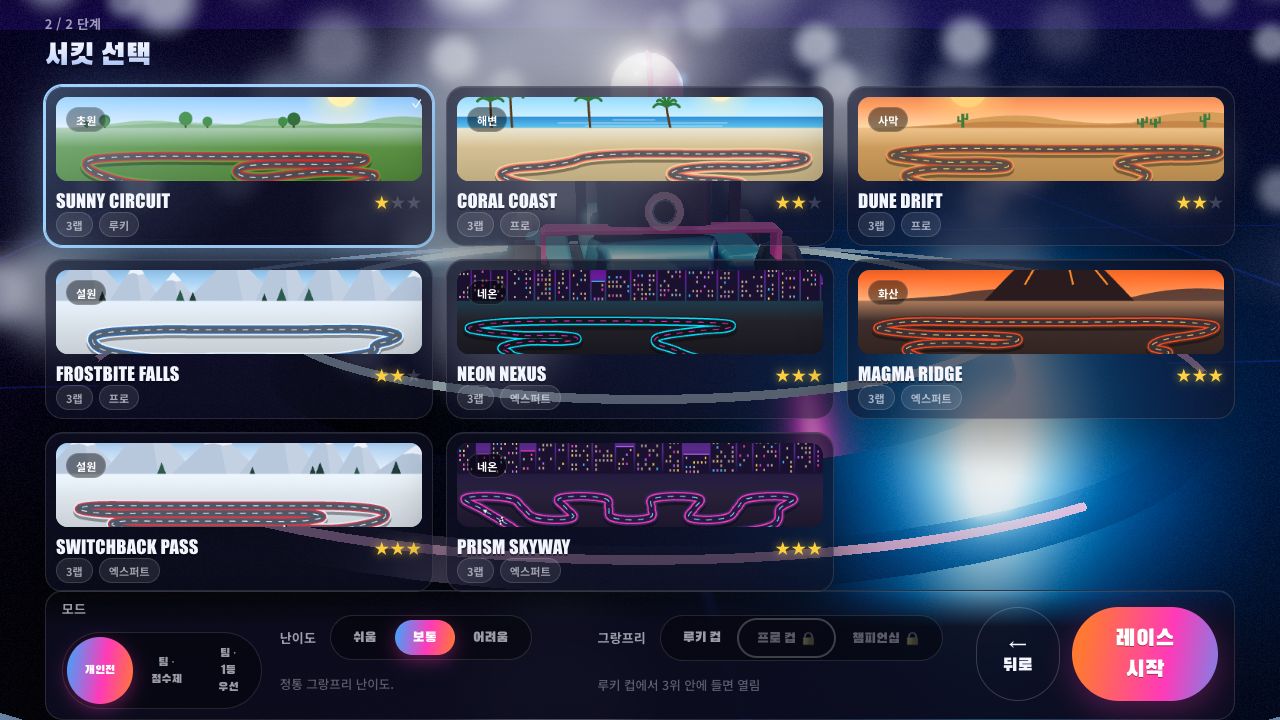 2 / 2 단계
서킷 선택
초원
SUNNY CIRCUIT
3랩 루키
해변
CORAL COAST
3랩 프로
사막
DUNE DRIFT
3랩 프로
설원
FROSTBITE FALLS
3랩 프로
네온
NEON NEXUS
3랩 엑스퍼트
화산
MAGMA RIDGE
3랩 엑스퍼트
설원
SWITCHBACK PASS
3랩 엑스퍼트
네온
PRISM SKYWAY
3랩 엑스퍼트
모드
개인전
팀 ·
점수제
팀 ·
1등
우선
난이도 쉬움 보통 어려움
정통 그랑프리 난이도.
그랑프리 루키 컵 프로 컵 챔피언십
루키 컵에서 3위 안에 들면 열림
← 뒤로
레이스
시작